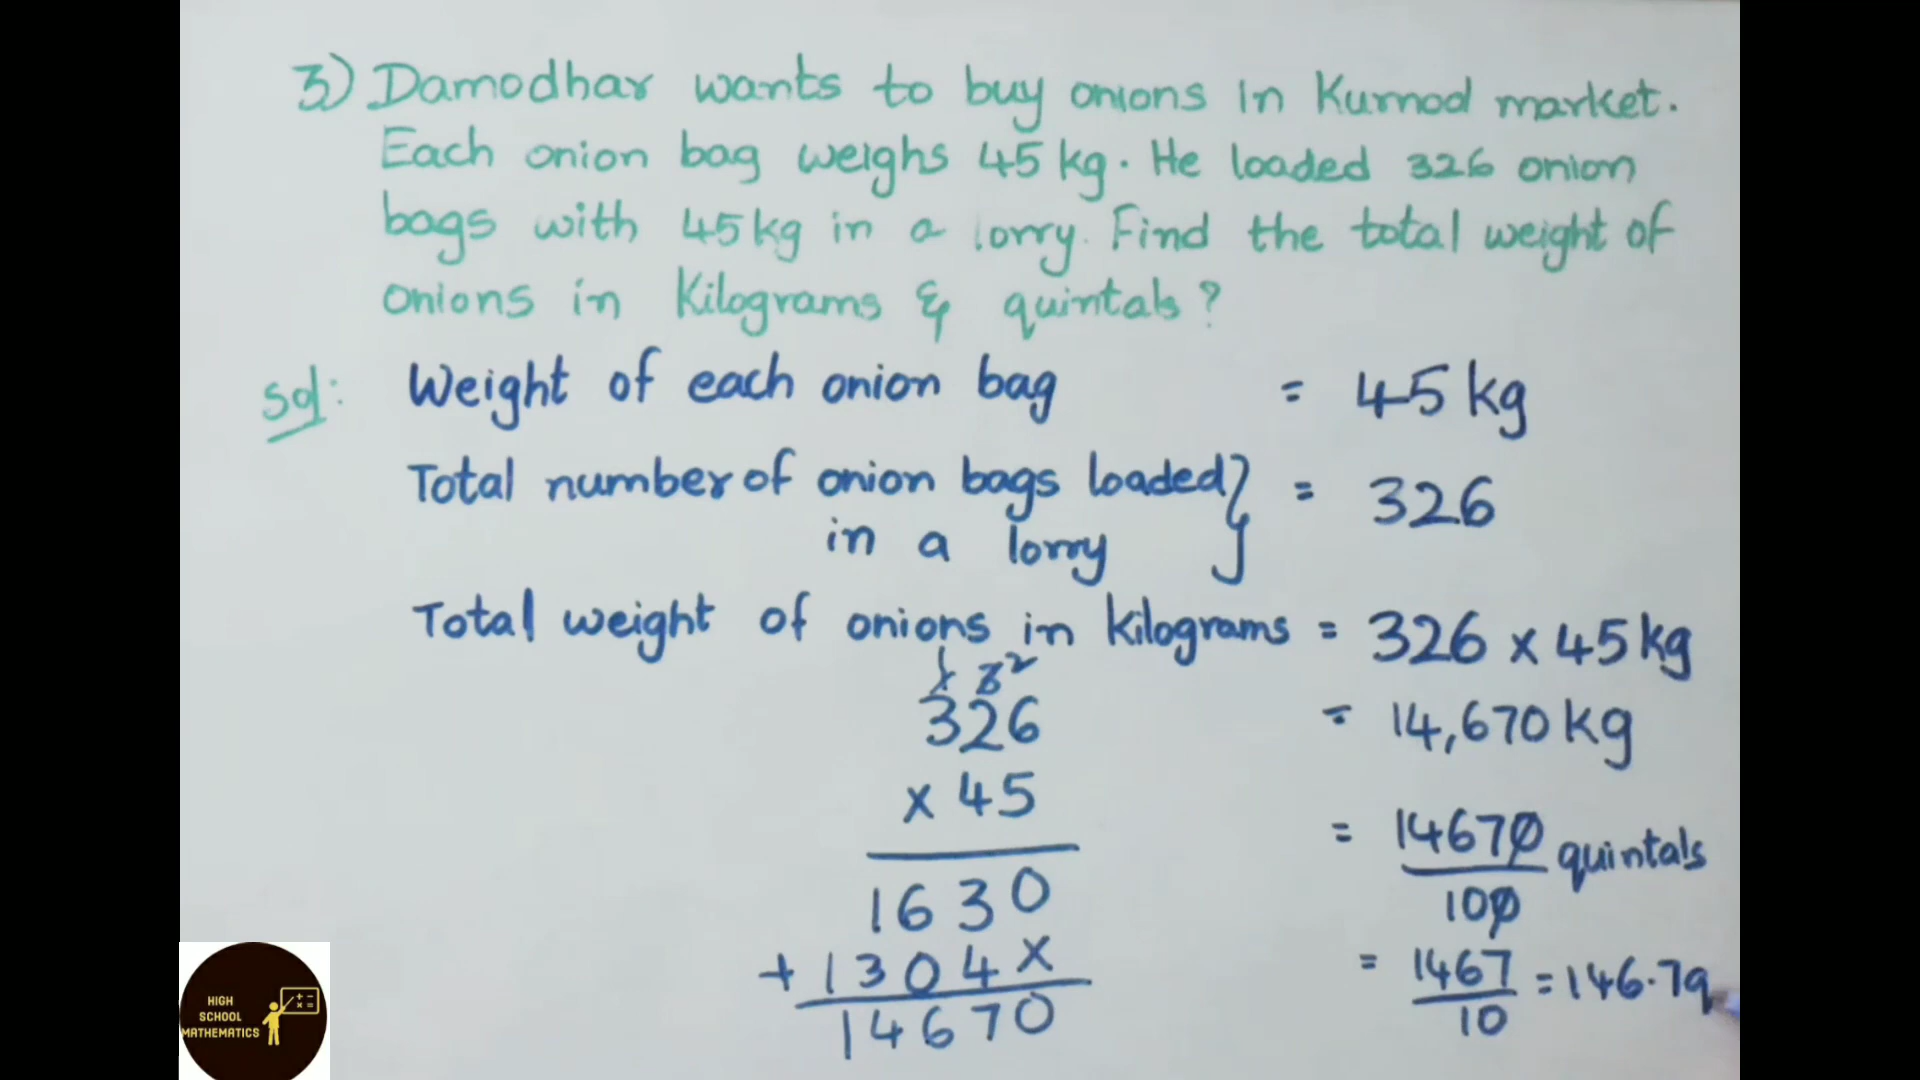 3) Damodhar wants to buy onions in Kurnool market.
Each onion bag weighs 45 kg. He loaded 326 onion
bags with 45 kg in a lorry. Find the total weight of
onions in Kilograms & quintals?
Sol: Weight of each onion bag = 45 kg
Total number of onion bags loaded } = 326
in a lorry
Total weight of onions in kilograms = 326 x 45 kg
1 3 2
326
= 14,670 kg
x 45
= 14670/100 quintals
1630
+ 1304x
14670
= 1467/10 = 146.7q
HIGH
SCHOOL
MATHEMATICS